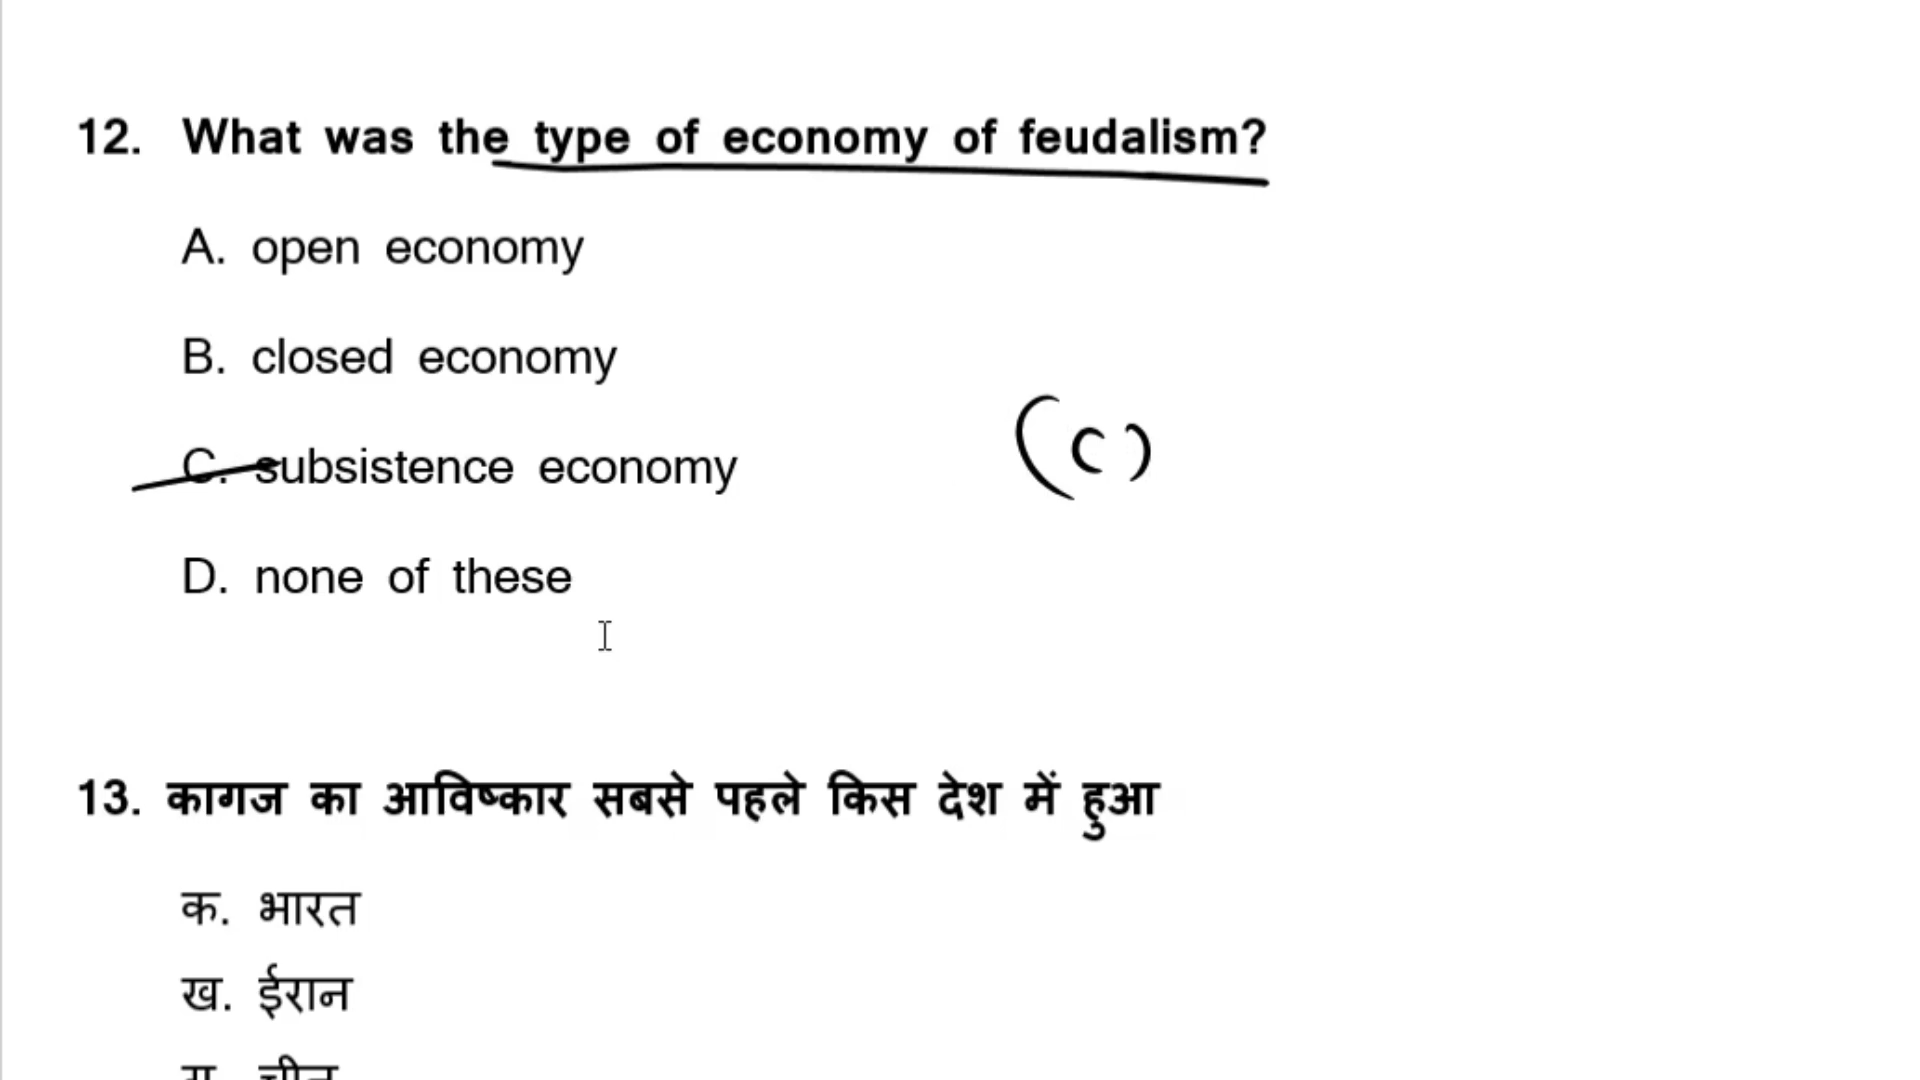 12. What was the type of economy of feudalism?
A. open economy
B. closed economy
C. subsistence economy
(c)
D. none of these
13. कागज का आविष्कार सबसे पहले किस देश में हुआ
क. भारत
ख. ईरान
ग. चीन